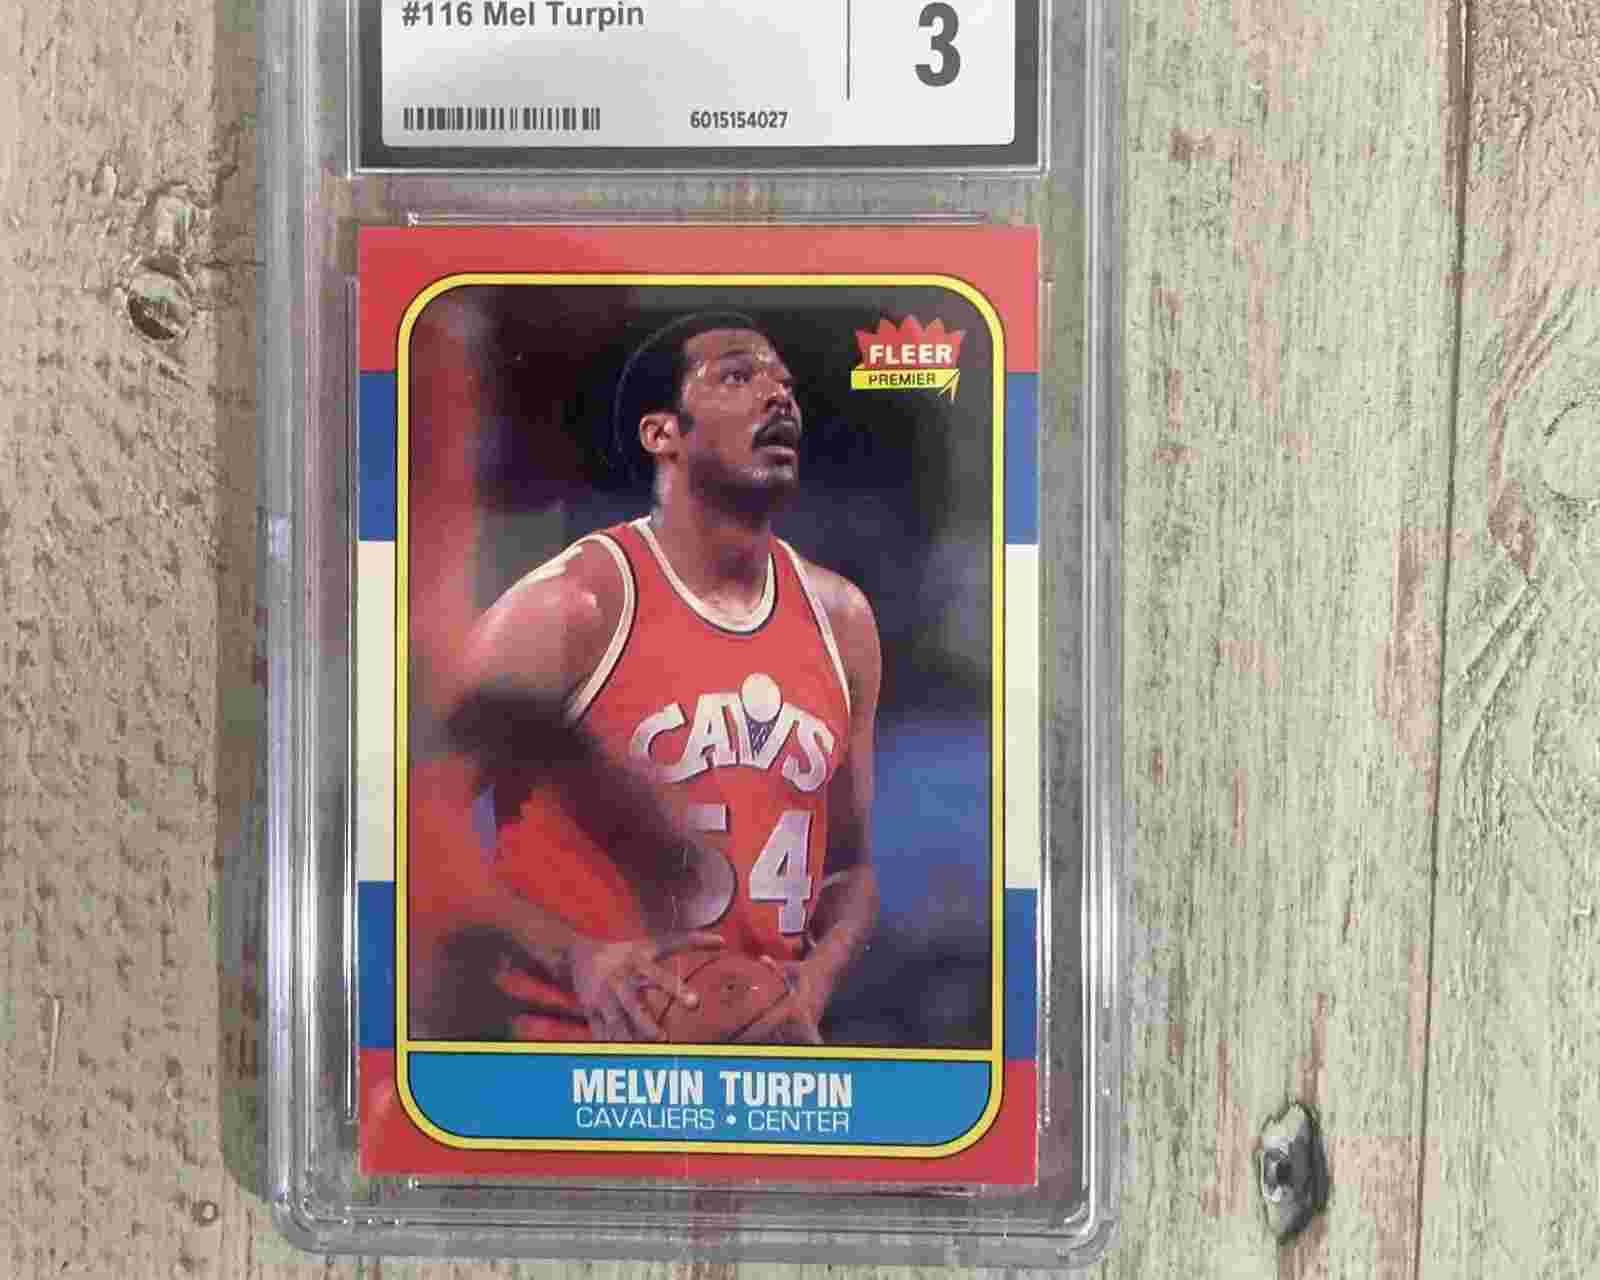 #116 Mel Turpin
3
6015154027
FLEER
PREMIER
CAVS
54
MELVIN TURPIN
CAVALIERS • CENTER